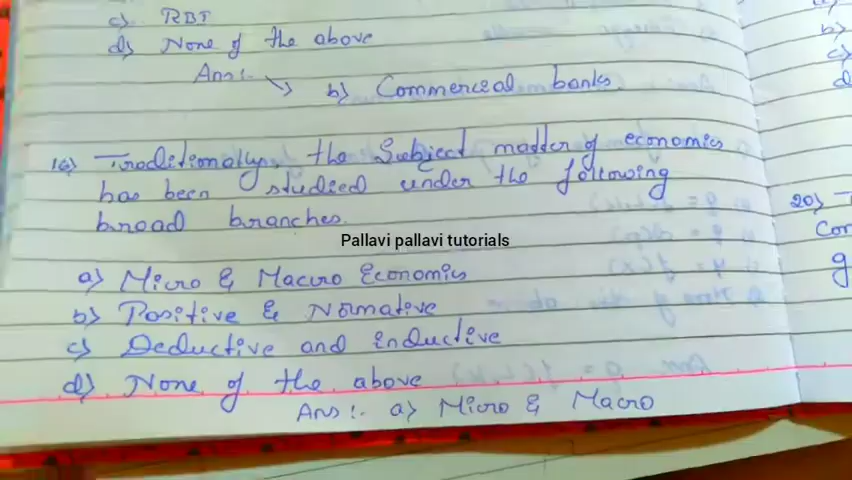 c) RBI
d) None of the above
Ans :- b) Commercial banks.
16) Traditionally, the Subject matter of economics
has been studied under the following
broad branches.
Pallavi pallavi tutorials
a) Micro & Macro Economics
b) Positive & Normative
c) Deductive and inductive
d) None of the above
Ans :- a) Micro & Macro
20)
Con
g
b)
c)
d